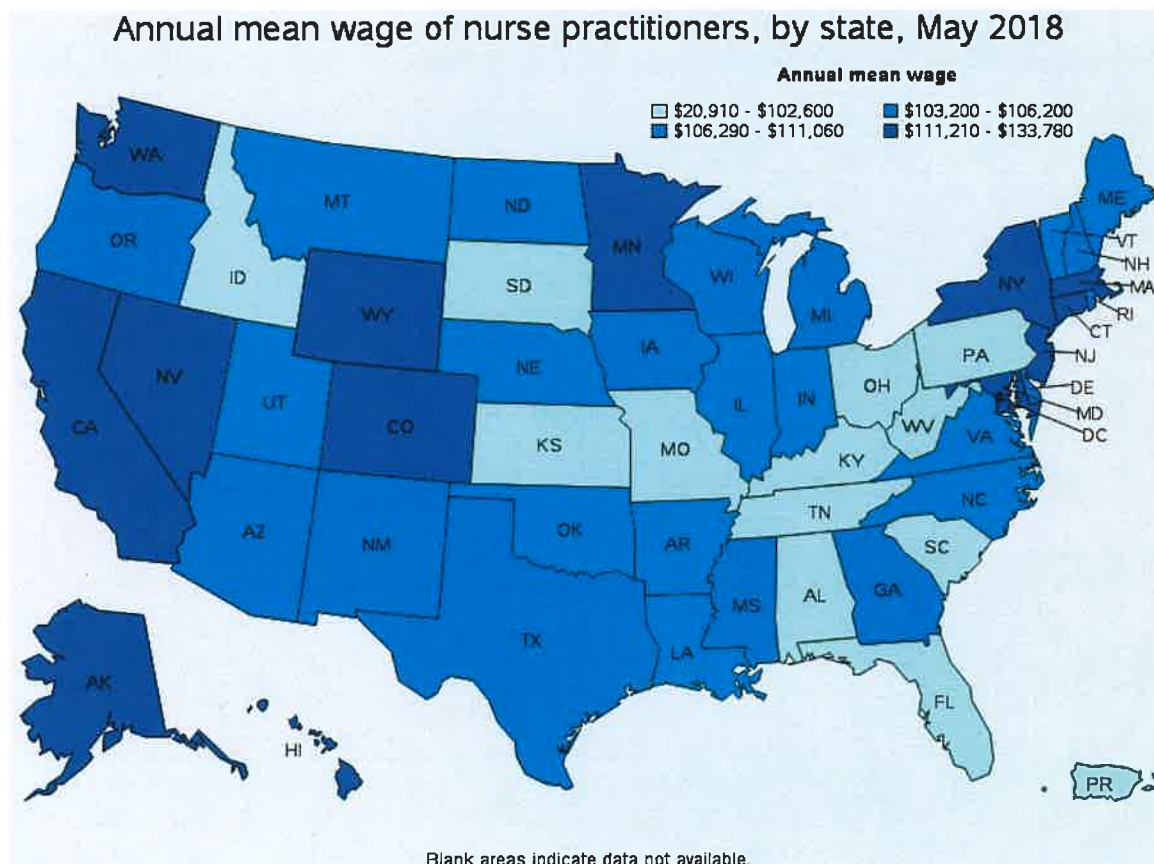 Annual mean wage of nurse practitioners, by state, May 2018
Annual mean wage
$20,910 - $102,600
$103,200 - $106,200
$106,290 - $111,060
$111,210 - $133,780
WA
MT
ND
MN
ME
OR
ID
SD
WI
MI
NY
VT
NH
MA
RI
CT
WY
IA
NE
PA
NJ
NV
UT
CO
IL
IN
OH
DE
MD
DC
CA
KS
MO
WV
VA
KY
AZ
NM
OK
AR
TN
NC
SC
MS
AL
GA
TX
LA
AK
FL
HI
PR
Blank areas indicate data not available.